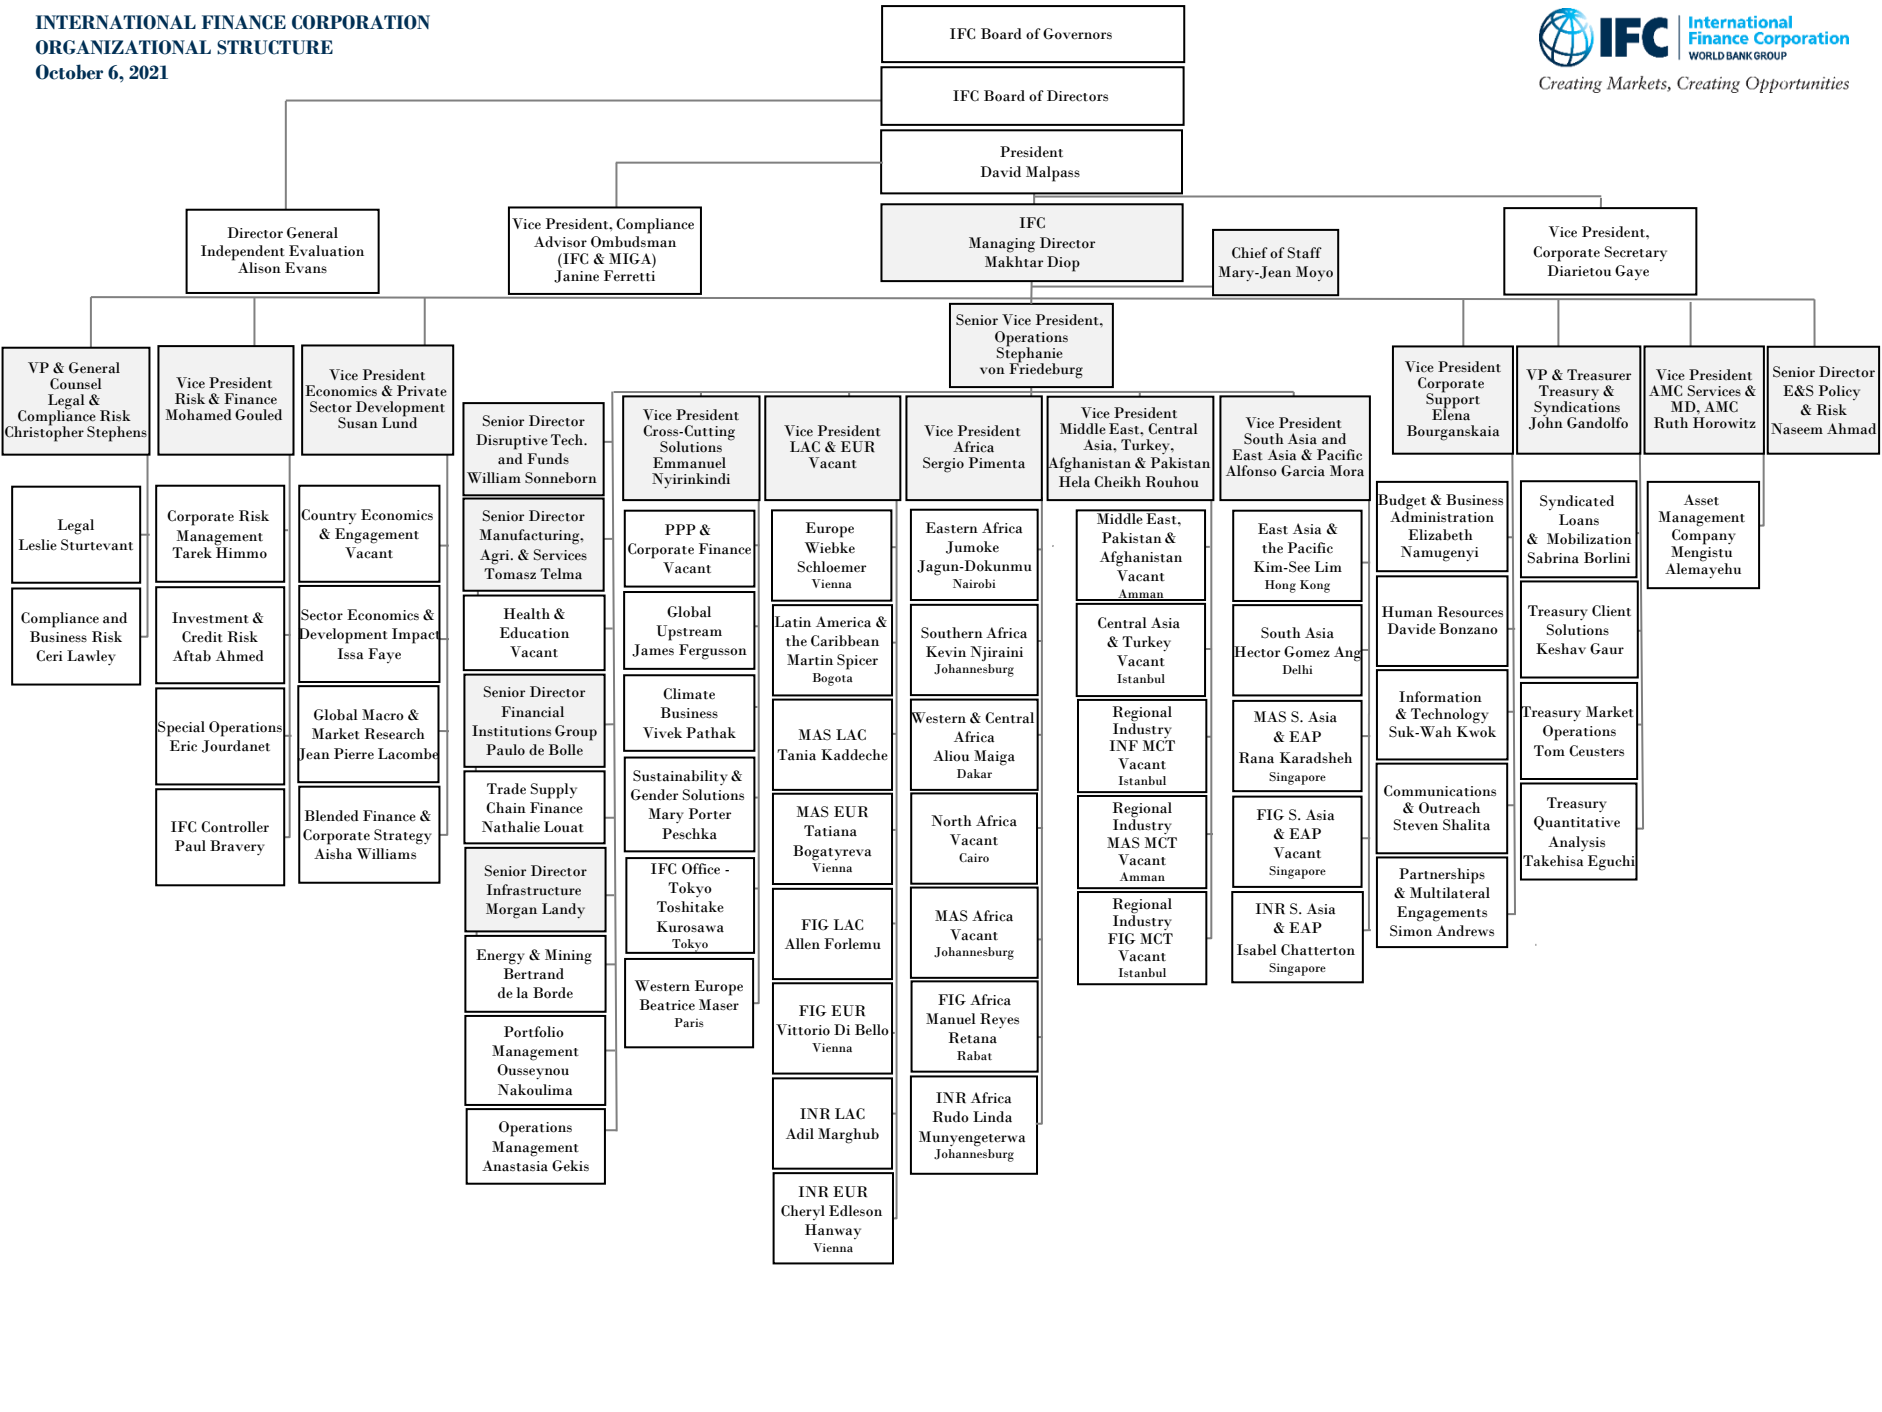 INTERNATIONAL FINANCE CORPORATION
ORGANIZATIONAL STRUCTURE
October 6, 2021
IFC
International
Finance Corporation
WORLD BANK GROUP
Creating Markets, Creating Opportunities
IFC Board of Governors
IFC Board of Directors
President
David Malpass
Director General
Independent Evaluation
Alison Evans
Vice President, Compliance
Advisor Ombudsman
(IFC & MIGA)
Janine Ferretti
IFC
Managing Director
Makhtar Diop
Chief of Staff
Mary-Jean Moyo
Vice President,
Corporate Secretary
Diarietou Gaye
Senior Vice President,
Operations
Stephanie
von Friedeburg
VP & General
Counsel
Legal &
Compliance Risk
Christopher Stephens
Legal
Leslie Sturtevant
Compliance and
Business Risk
Ceri Lawley
Vice President
Risk & Finance
Mohamed Gouled
Corporate Risk
Management
Tarek Himmo
Investment &
Credit Risk
Aftab Ahmed
Special Operations
Eric Jourdanet
IFC Controller
Paul Bravery
Vice President
Economics & Private
Sector Development
Susan Lund
Country Economics
& Engagement
Vacant
Sector Economics &
Development Impact
Issa Faye
Global Macro &
Market Research
Jean Pierre Lacombe
Blended Finance &
Corporate Strategy
Aisha Williams
Senior Director
Disruptive Tech.
and Funds
William Sonneborn
Senior Director
Manufacturing,
Agri. & Services
Tomasz Telma
Health &
Education
Vacant
Senior Director
Financial
Institutions Group
Paulo de Bolle
Trade Supply
Chain Finance
Nathalie Louat
Senior Director
Infrastructure
Morgan Landy
Energy & Mining
Bertrand
de la Borde
Portfolio
Management
Ousseynou
Nakoulima
Operations
Management
Anastasia Gekis
Vice President
Cross-Cutting
Solutions
Emmanuel
Nyirinkindi
PPP &
Corporate Finance
Vacant
Global
Upstream
James Fergusson
Climate
Business
Vivek Pathak
Sustainability &
Gender Solutions
Mary Porter
Peschka
IFC Office -
Tokyo
Toshitake
Kurosawa
Tokyo
Western Europe
Beatrice Maser
Paris
Vice President
LAC & EUR
Vacant
Europe
Wiebke
Schloemer
Vienna
Latin America &
the Caribbean
Martin Spicer
Bogota
MAS LAC
Tania Kaddeche
MAS EUR
Tatiana
Bogatyreva
Vienna
FIG LAC
Allen Forlemu
FIG EUR
Vittorio Di Bello
Vienna
INR LAC
Adil Marghub
INR EUR
Cheryl Edleson
Hanway
Vienna
Vice President
Africa
Sergio Pimenta
Eastern Africa
Jumoke
Jagun-Dokunmu
Nairobi
Southern Africa
Kevin Njiraini
Johannesburg
Western & Central
Africa
Aliou Maiga
Dakar
North Africa
Vacant
Cairo
MAS Africa
Vacant
Johannesburg
FIG Africa
Manuel Reyes
Retana
Rabat
INR Africa
Rudo Linda
Munyengeterwa
Johannesburg
Vice President
Middle East, Central
Asia, Turkey,
Afghanistan & Pakistan
Hela Cheikh Rouhou
Middle East,
Pakistan &
Afghanistan
Vacant
Amman
Central Asia
& Turkey
Vacant
Istanbul
Regional
Industry
INF MCT
Vacant
Istanbul
Regional
Industry
MAS MCT
Vacant
Amman
Regional
Industry
FIG MCT
Vacant
Istanbul
Vice President
South Asia and
East Asia & Pacific
Alfonso Garcia Mora
East Asia &
the Pacific
Kim-See Lim
Hong Kong
South Asia
Hector Gomez Ang
Delhi
MAS S. Asia
& EAP
Rana Karadsheh
Singapore
FIG S. Asia
& EAP
Vacant
Singapore
INR S. Asia
& EAP
Isabel Chatterton
Singapore
Vice President
Corporate
Support
Elena
Bourganskaia
Budget & Business
Administration
Elizabeth
Namugenyi
Human Resources
Davide Bonzano
Information
& Technology
Suk-Wah Kwok
Communications
& Outreach
Steven Shalita
Partnerships
& Multilateral
Engagements
Simon Andrews
VP & Treasurer
Treasury &
Syndications
John Gandolfo
Syndicated
Loans
& Mobilization
Sabrina Borlini
Treasury Client
Solutions
Keshav Gaur
Treasury Market
Operations
Tom Ceusters
Treasury
Quantitative
Analysis
Takehisa Eguchi
Vice President
AMC Services &
MD, AMC
Ruth Horowitz
Asset
Management
Company
Mengistu
Alemayehu
Senior Director
E&S Policy
& Risk
Naseem Ahmad